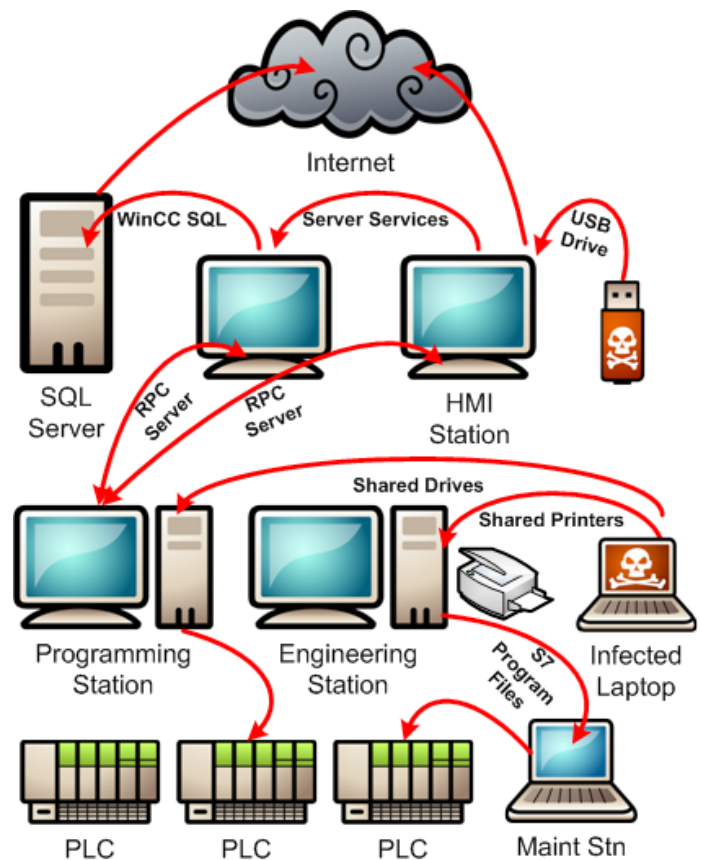 Internet
WinCC SQL
Server Services
USB
Drive
SQL
Server
RPC
Server
RPC
Server
HMI
Station
Shared Drives
Shared Printers
Programming
Station
Engineering
Station
S7
Program
Files
Infected
Laptop
PLC
PLC
PLC
Maint Stn